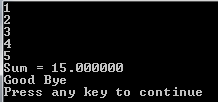 1
2
3
4
5
Sum = 15.000000
Good Bye
Press any key to continue